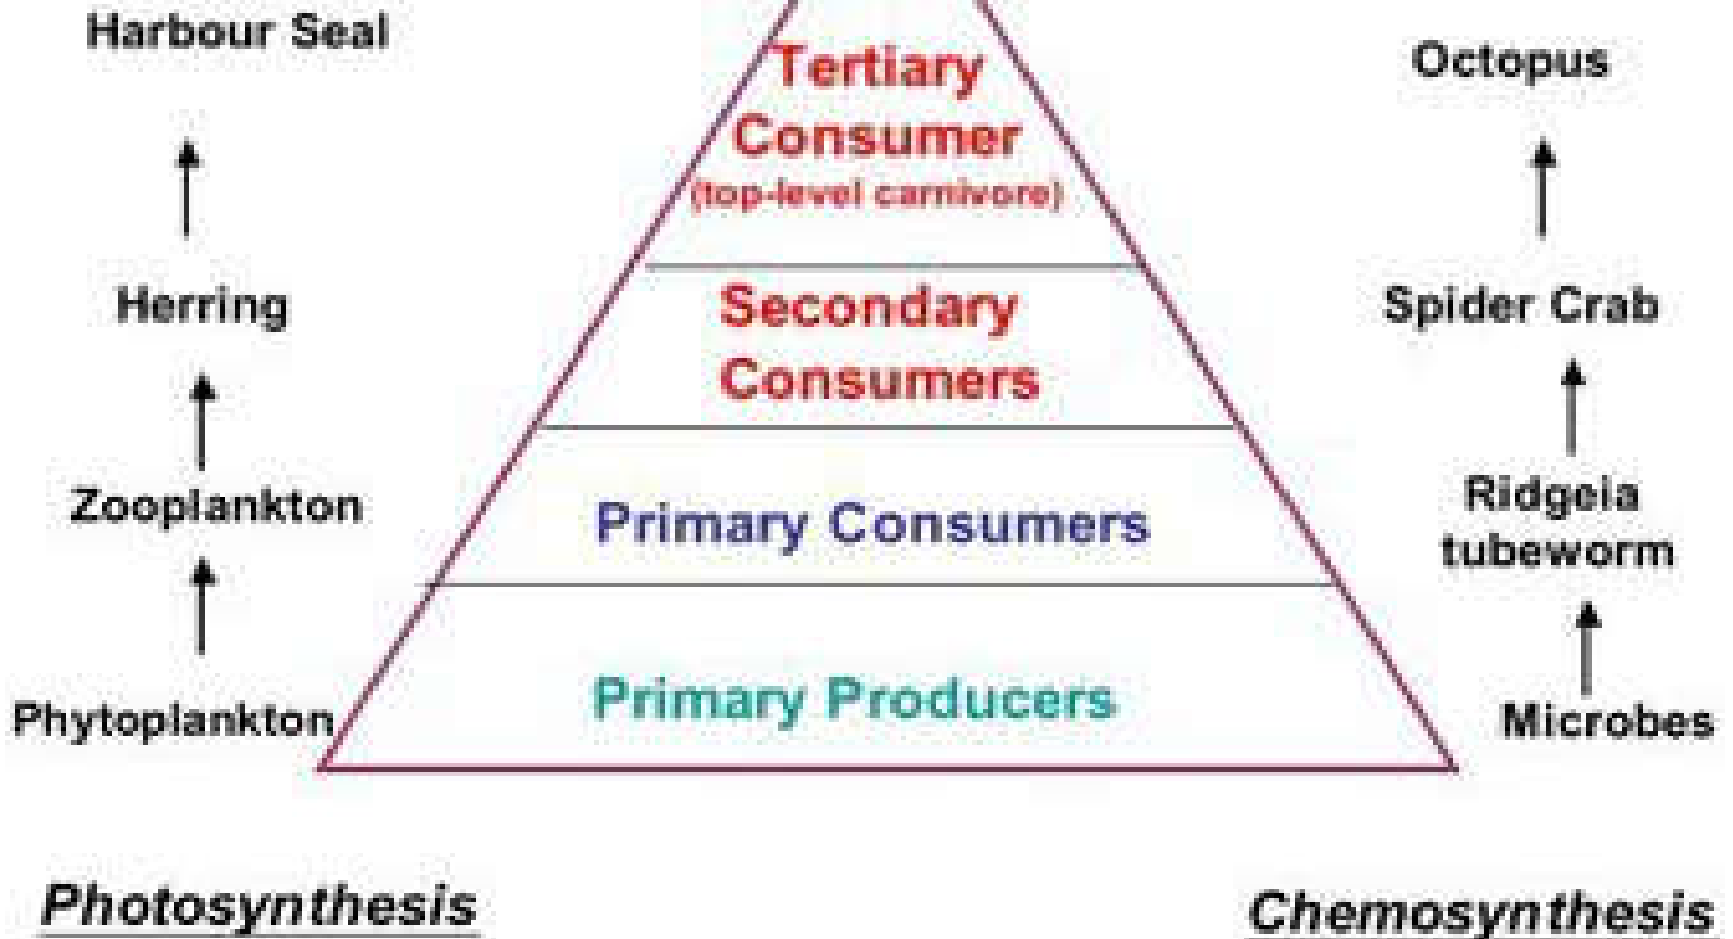 Harbour Seal
Herring
Zooplankton
Phytoplankton
Photosynthesis
Tertiary
Consumer
(top-level carnivore)
Secondary
Consumers
Primary Consumers
Primary Producers
Octopus
Spider Crab
Ridgeia
tubeworm
Microbes
Chemosynthesis